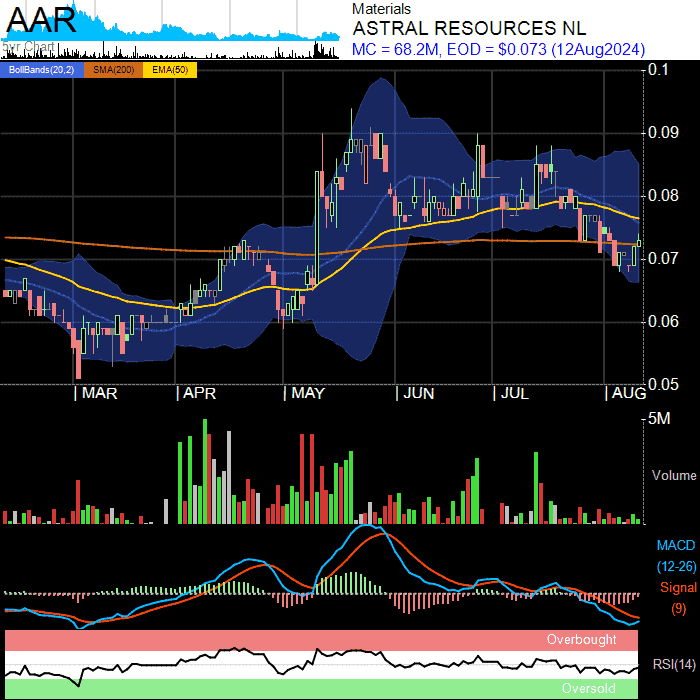 AAR
5yr Chart
Materials
ASTRAL RESOURCES NL
MC = 68.2M, EOD = $0.073 (12Aug2024)
BollBands(20,2) SMA(200) EMA(50)
0.1
0.09
0.08
0.07
0.06
0.05
MAR APR MAY JUN JUL AUG
5M
Volume
MACD
(12-26)
Signal
(9)
Overbought
RSI(14)
Oversold